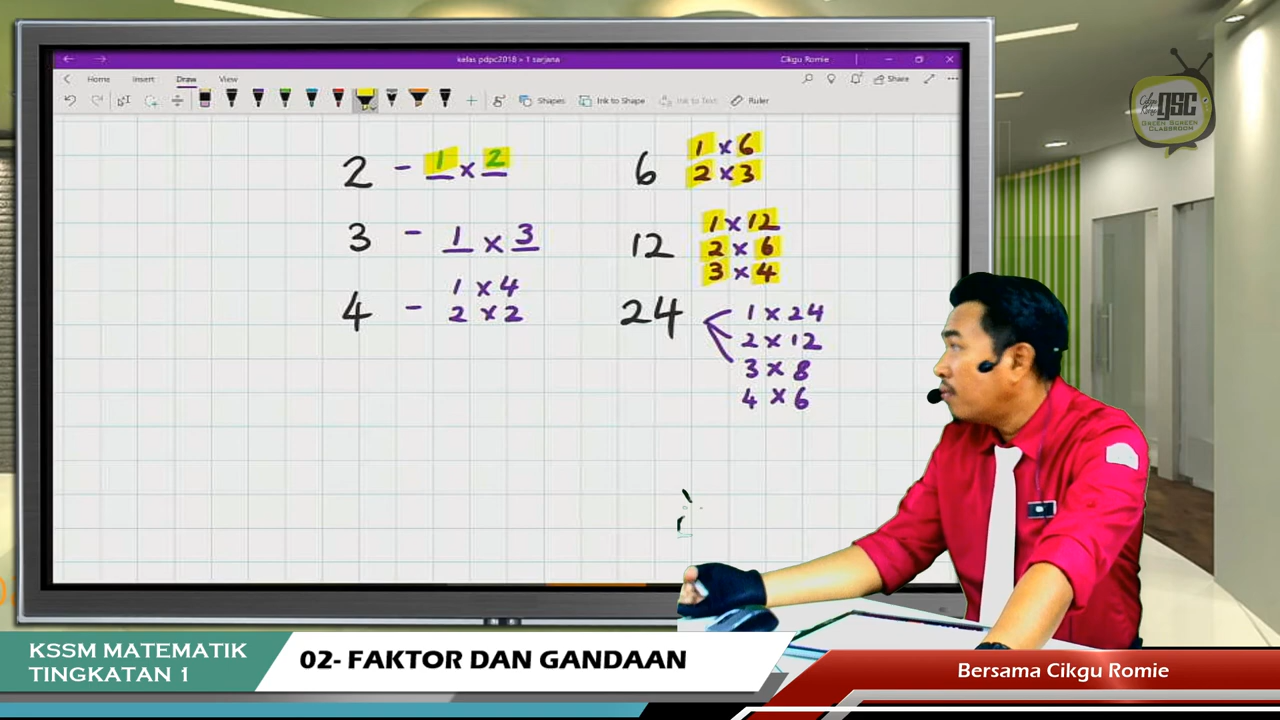 kelas pdpc2018 » 1 sarjana
Cikgu Romie
Home Insert Draw View
Share
Shapes Ink to Shape Ink to Text Ruler
2 - 1 x 2
3 - 1 x 3
4 - 1 x 4
2 x 2
6 1 x 6
2 x 3
12 1 x 12
2 x 6
3 x 4
24 1 x 24
2 x 12
3 x 8
4 x 6
Cikgu Romie GSC
GREEN SCREEN
CLASSROOM
KSSM MATEMATIK
TINGKATAN 1
02- FAKTOR DAN GANDAAN
Bersama Cikgu Romie